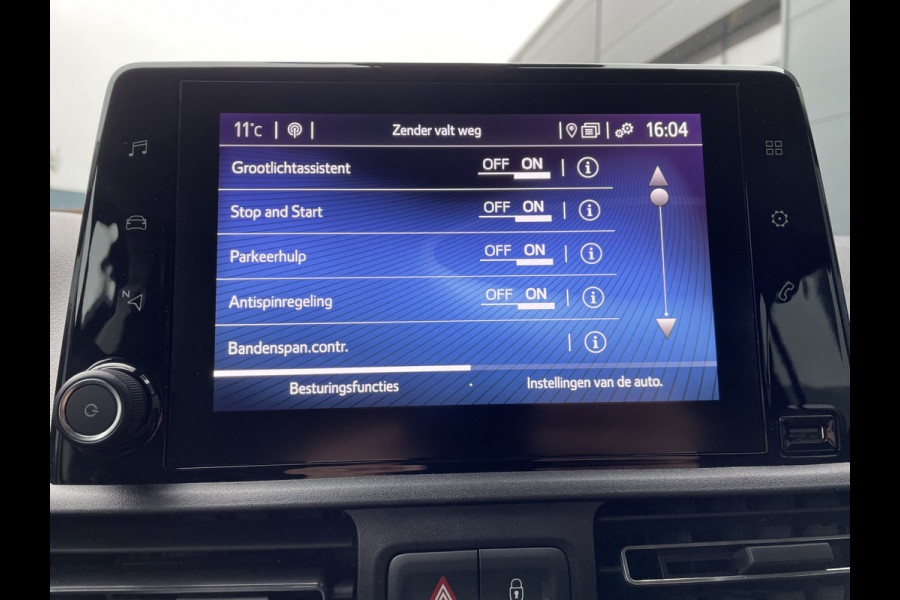 11°C Zender valt weg 16:04
Grootlichtassistent OFF ON i
Stop and Start OFF ON i
Parkeerhulp OFF ON i
Antispinregeling OFF ON i
Bandenspan.contr. i
Besturingsfuncties Instellingen van de auto.
N